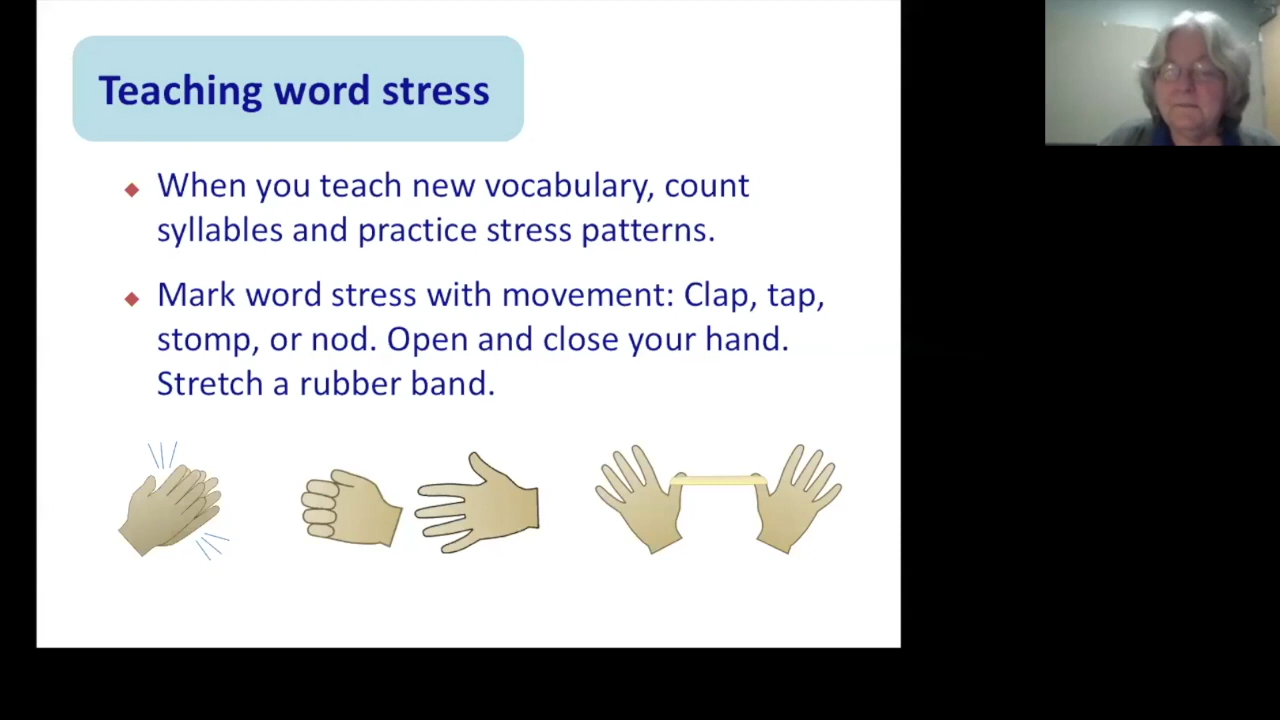 Teaching word stress
When you teach new vocabulary, count
syllables and practice stress patterns.
Mark word stress with movement: Clap, tap,
stomp, or nod. Open and close your hand.
Stretch a rubber band.